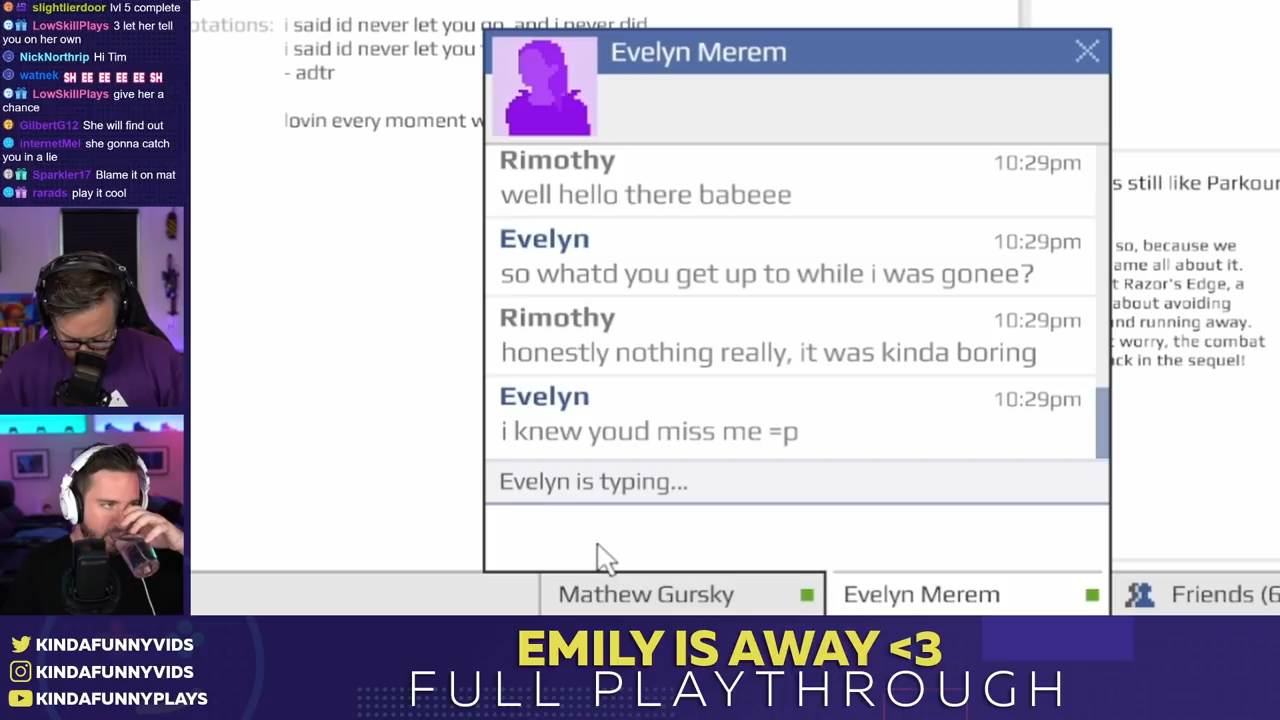 slightlierdoor lvl 5 complete
LowSkillPlays 3 let her tell
you on her own
NickNorthrip Hi Tim
watnek SH EE EE EE EE SH
LowSkillPlays give her a
chance
GilbertG12 She will find out
internetMel she gonna catch
you in a lie
Sparkler17 Blame it on mat
rarads play it cool
otations: i said id never let you go, and i never did
i said id never let you
- adtr
lovin every moment w
Evelyn Merem
Rimothy 10:29pm
well hello there babeee
Evelyn 10:29pm
so whatd you get up to while i was gonee?
Rimothy 10:29pm
honestly nothing really, it was kinda boring
Evelyn 10:29pm
i knew youd miss me =p
Evelyn is typing...
s still like Parkour
so, because we
ame all about it.
t Razor's Edge, a
about avoiding
nd running away.
t worry, the combat
ck in the sequel!
Mathew Gursky
Evelyn Merem
Friends (6
KINDAFUNNYVIDS
KINDAFUNNYVIDS
KINDAFUNNYPLAYS
EMILY IS AWAY <3
FULL PLAYTHROUGH